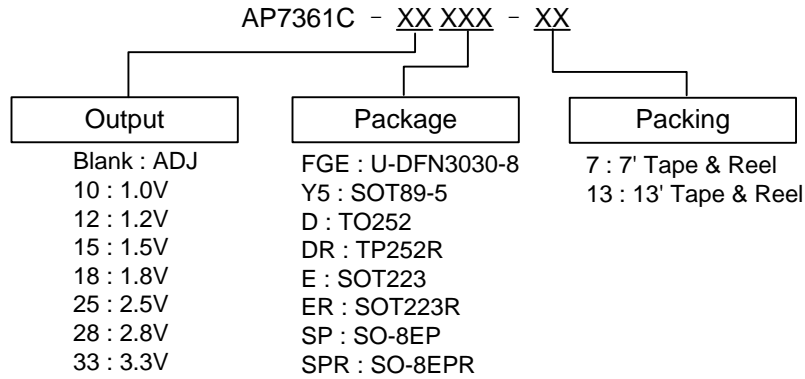 AP7361C - XX XXX - XX
Output
Blank : ADJ
10 : 1.0V
12 : 1.2V
15 : 1.5V
18 : 1.8V
25 : 2.5V
28 : 2.8V
33 : 3.3V
Package
FGE : U-DFN3030-8
Y5 : SOT89-5
D : TO252
DR : TP252R
E : SOT223
ER : SOT223R
SP : SO-8EP
SPR : SO-8EPR
Packing
7 : 7' Tape & Reel
13 : 13' Tape & Reel